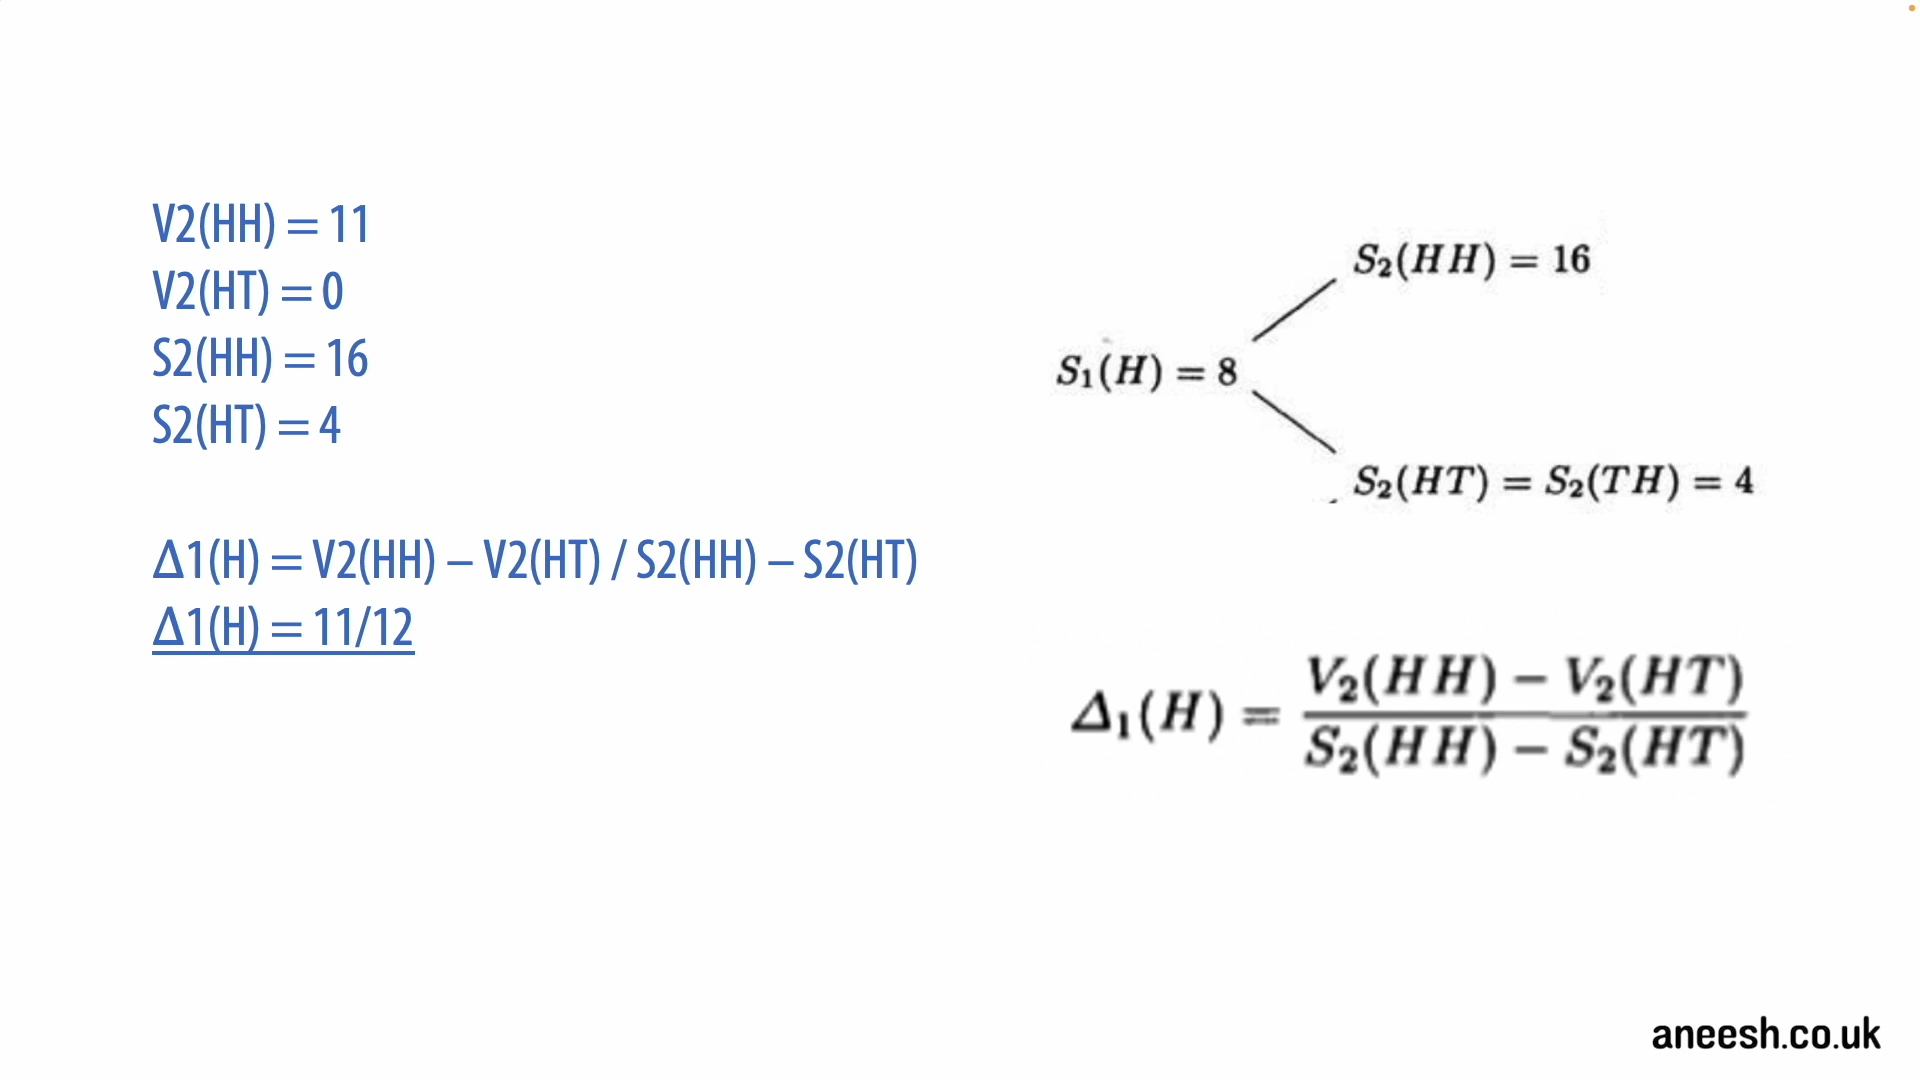 V2(HH) = 11
V2(HT) = 0
S2(HH) = 16
S2(HT) = 4
Δ1(H) = V2(HH) – V2(HT) / S2(HH) – S2(HT)
Δ1(H) = 11/12
S₂(HH) = 16
S₁(H) = 8
S₂(HT) = S₂(TH) = 4
Δ₁(H) = V₂(HH) − V₂(HT)
S₂(HH) − S₂(HT)
aneesh.co.uk